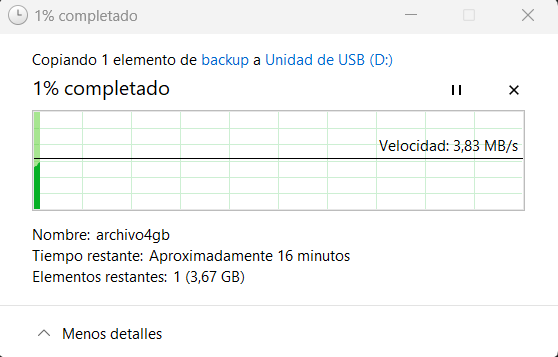 1% completado
Copiando 1 elemento de backup a Unidad de USB (D:)
1% completado
Velocidad: 3,83 MB/s
Nombre: archivo4gb
Tiempo restante: Aproximadamente 16 minutos
Elementos restantes: 1 (3,67 GB)
Menos detalles